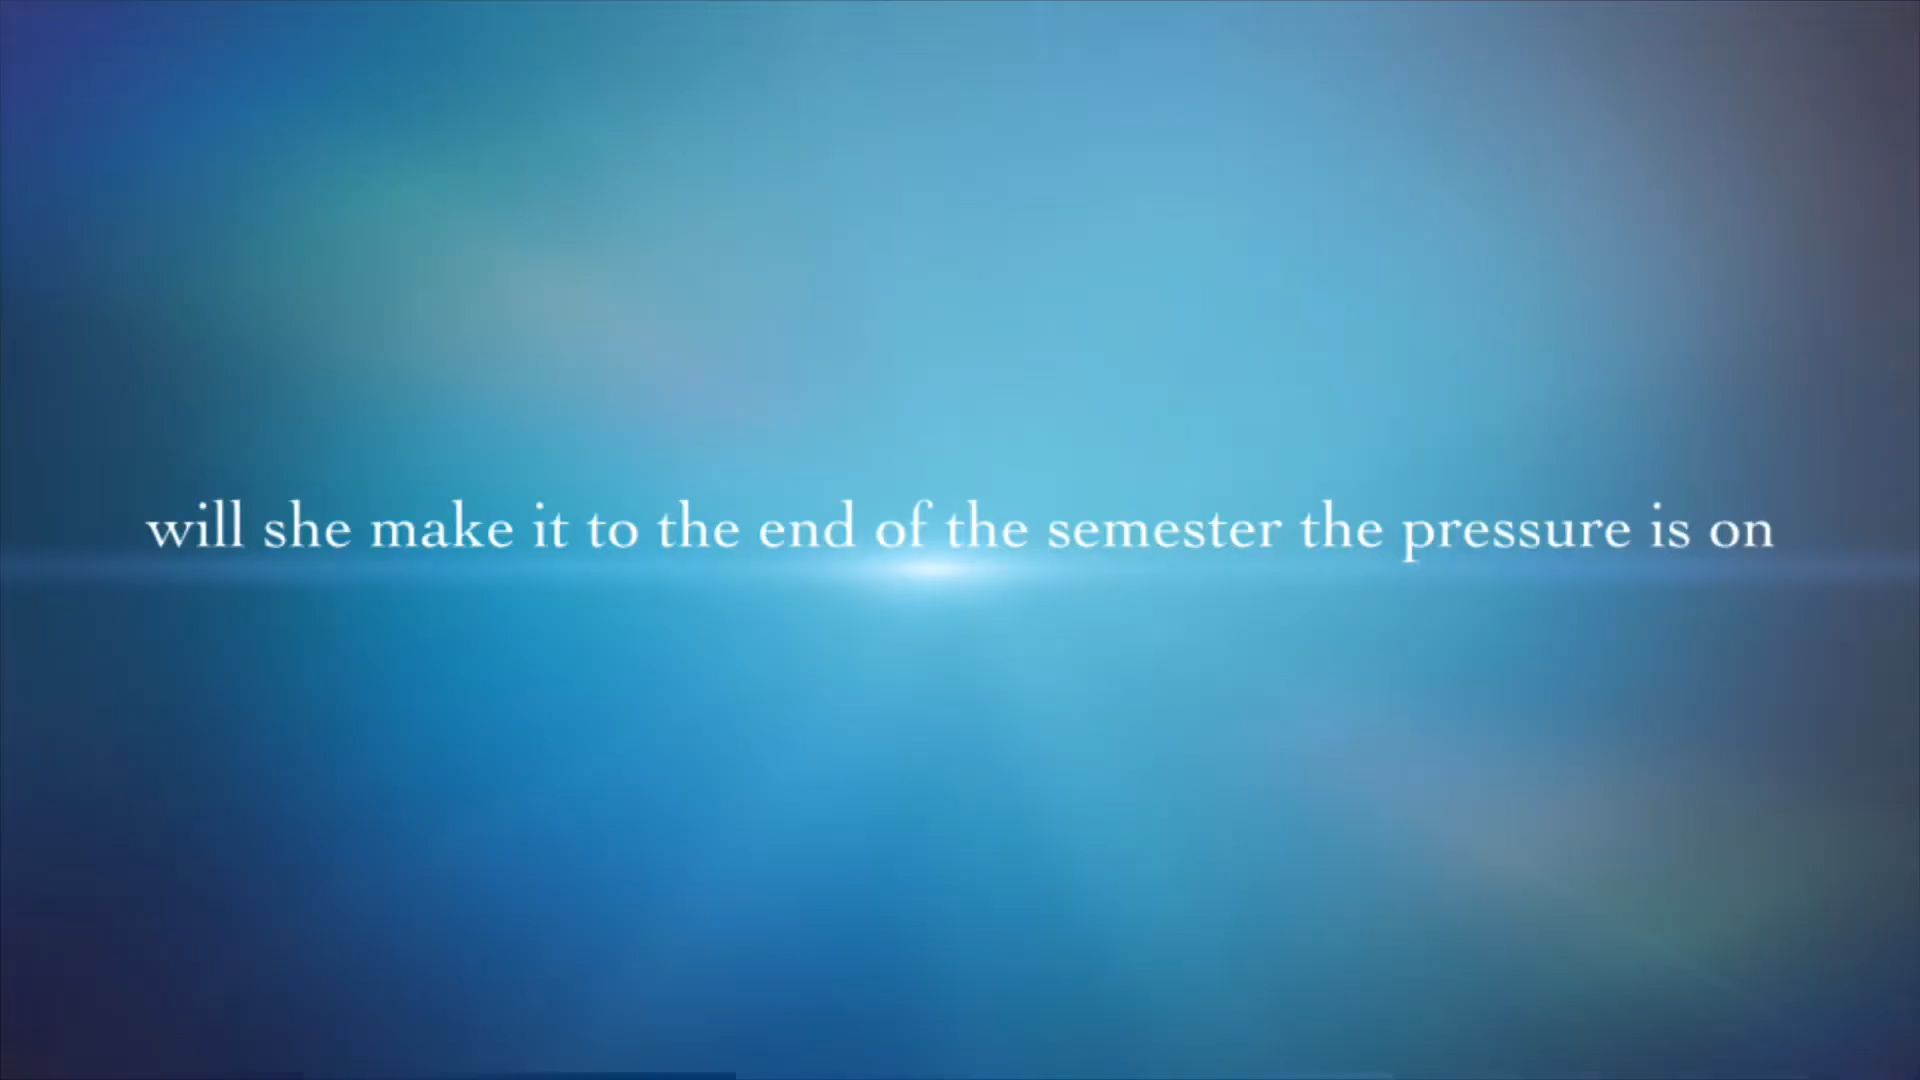 will she make it to the end of the semester the pressure is on